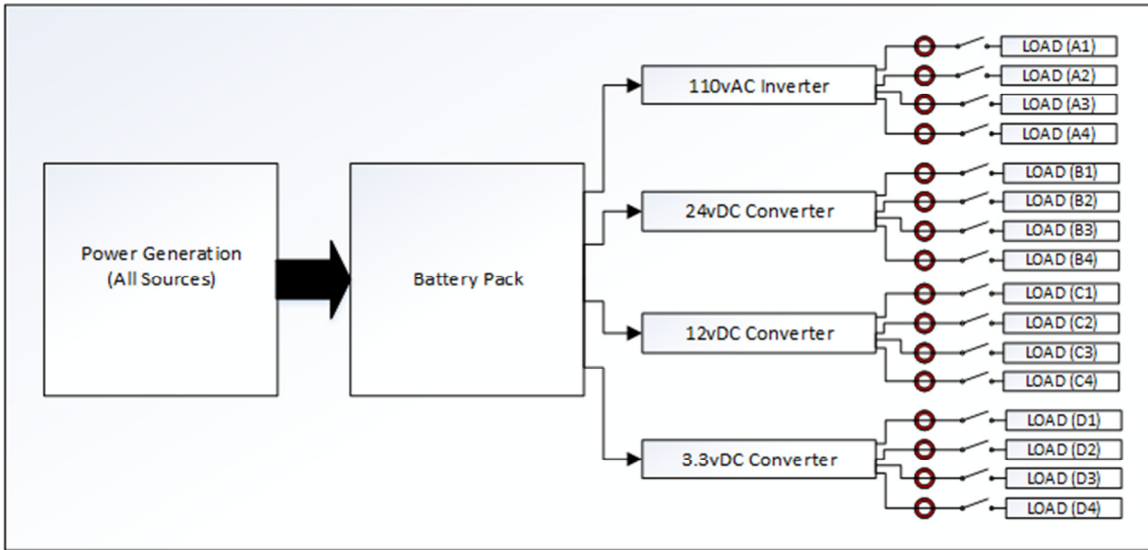 Power Generation
(All Sources)
Battery Pack
110vAC Inverter
LOAD (A1)
LOAD (A2)
LOAD (A3)
LOAD (A4)
24vDC Converter
LOAD (B1)
LOAD (B2)
LOAD (B3)
LOAD (B4)
12vDC Converter
LOAD (C1)
LOAD (C2)
LOAD (C3)
LOAD (C4)
3.3vDC Converter
LOAD (D1)
LOAD (D2)
LOAD (D3)
LOAD (D4)